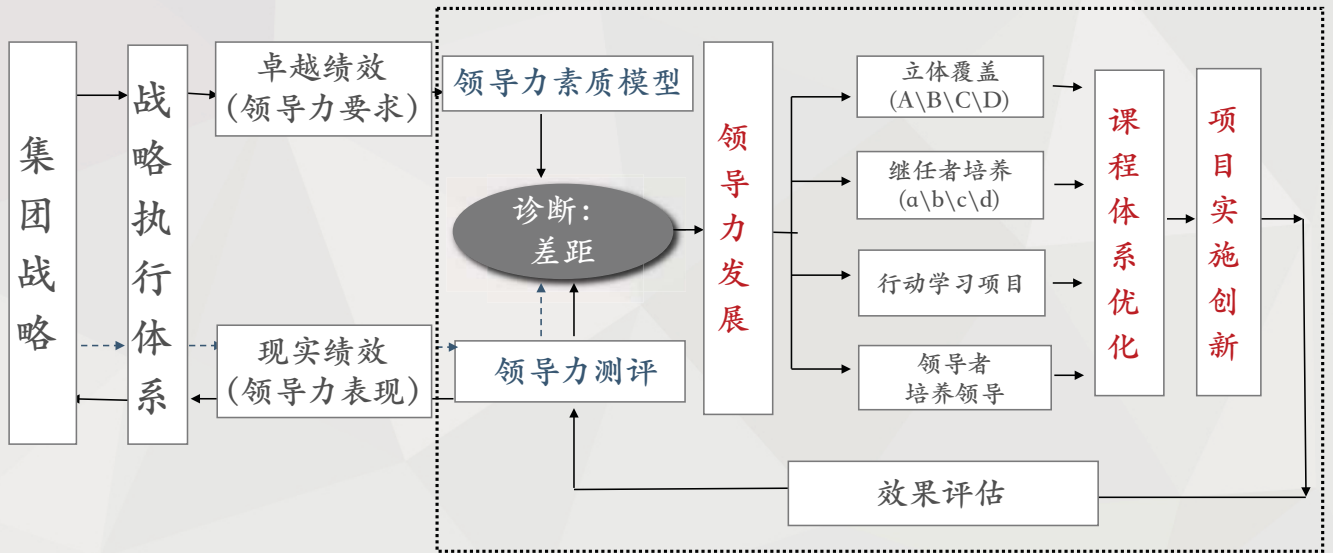 集团战略
战略执行体系
卓越绩效
(领导力要求)
现实绩效
(领导力表现)
领导力素质模型
诊断:
差距
领导力测评
领导力发展
立体覆盖
(A\B\C\D)
继任者培养
(a\b\c\d)
行动学习项目
领导者
培养领导
课程体系优化
项目实施创新
效果评估